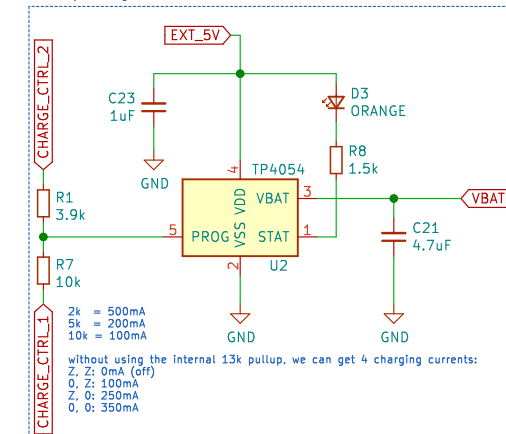 EXT_5V
CHARGE_CTRL_2
C23
1uF
D3
ORANGE
R8
1.5k
GND
4
TP4054
R1
3.9k
VDD
VBAT
3
VBAT
5
PROG
VSS
STAT
1
C21
4.7uF
R7
10k
2
U2
GND
GND
CHARGE_CTRL_1
2k = 500mA
5k = 200mA
10k = 100mA
without using the internal 13k pullup, we can get 4 charging currents:
Z, Z: 0mA (off)
0, Z: 100mA
Z, 0: 250mA
0, 0: 350mA